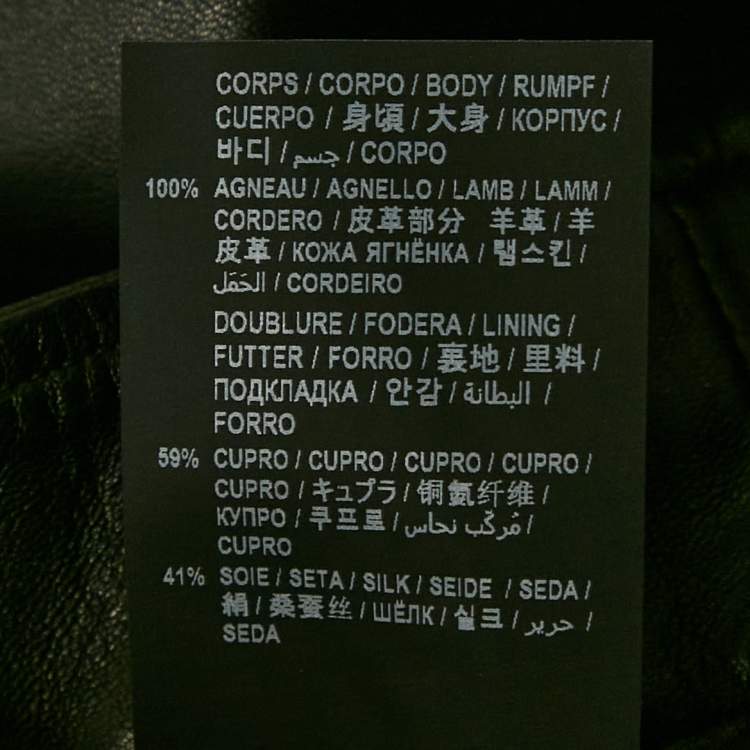 CORPS / CORPO / BODY / RUMPF /
CUERPO / 身頃 / 大身 / КОРПУС /
바디 / جسم / CORPO
100% AGNEAU / AGNELLO / LAMB / LAMM /
CORDERO / 皮革部分 羊革 / 羊
皮革 / КОЖА ЯГНЁНКА / 램스킨 /
الحَمَل / CORDEIRO
DOUBLURE / FODERA / LINING /
FUTTER / FORRO / 裏地 / 里料 /
ПОДКЛАДКА / 안감 / البطانة /
FORRO
59% CUPRO / CUPRO / CUPRO / CUPRO /
CUPRO / キュプラ / 铜氨纤维 /
КУПРО / 쿠프로 / مُركّب نحاس /
CUPRO
41% SOIE / SETA / SILK / SEIDE / SEDA /
絹 / 桑蚕丝 / ШЁЛК / 실크 / حرير /
SEDA